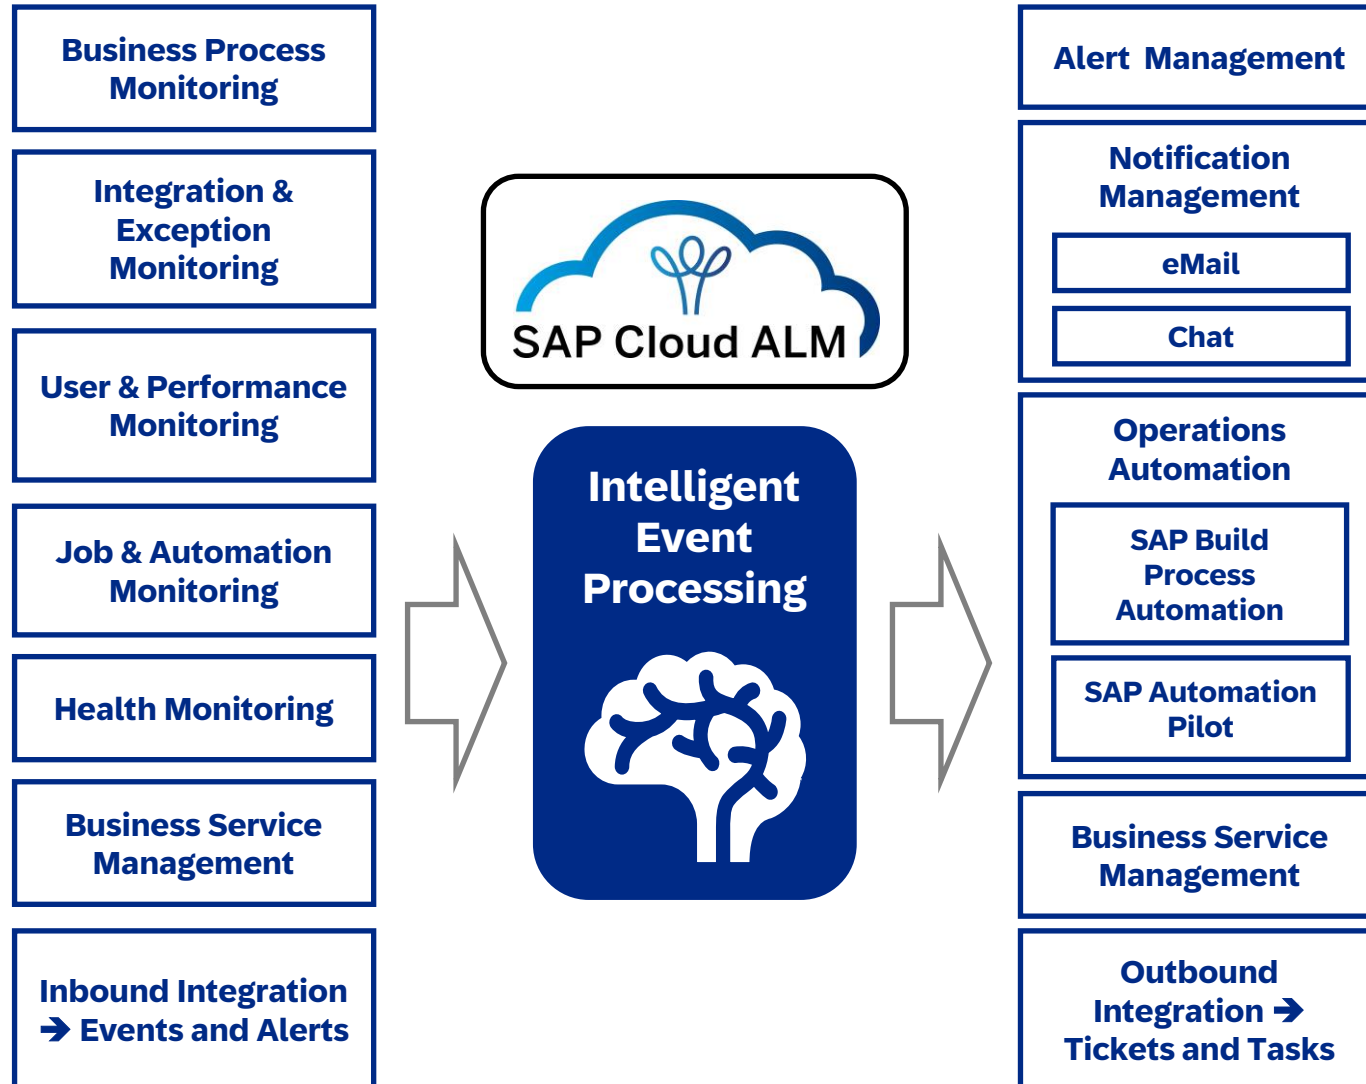 Business Process
Monitoring
Integration &
Exception
Monitoring
User & Performance
Monitoring
Job & Automation
Monitoring
Health Monitoring
Business Service
Management
Inbound Integration
➔ Events and Alerts
SAP Cloud ALM
Intelligent
Event
Processing
Alert Management
Notification
Management
eMail
Chat
Operations
Automation
SAP Build
Process
Automation
SAP Automation
Pilot
Business Service
Management
Outbound
Integration ➔
Tickets and Tasks